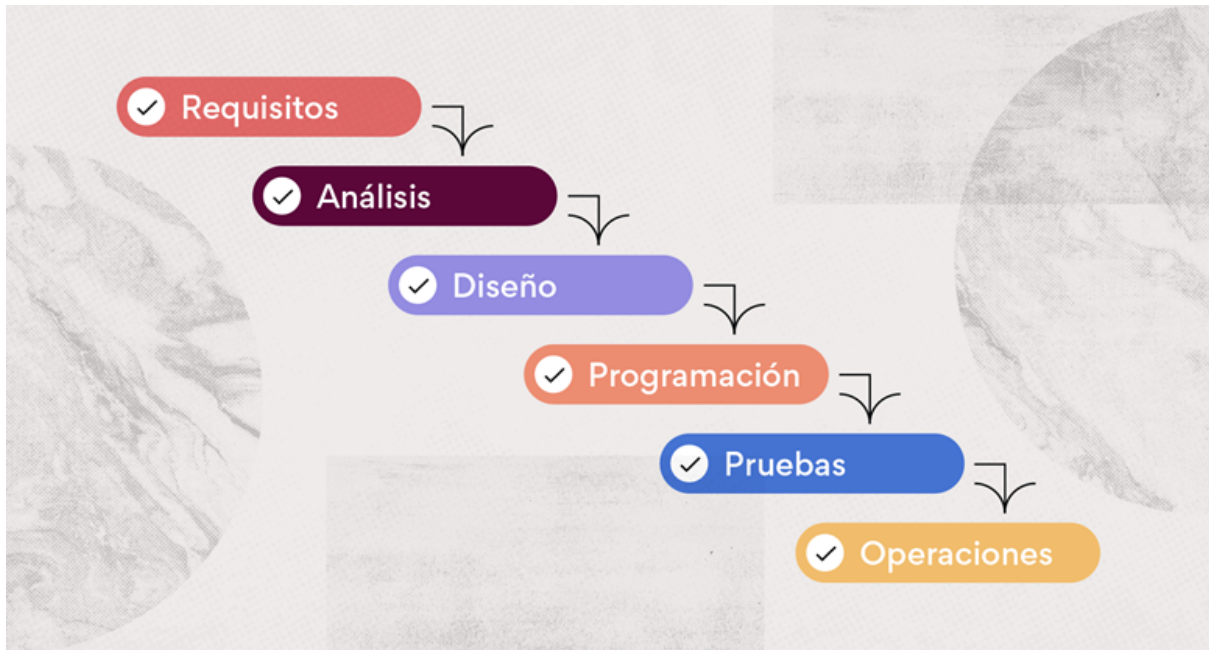 Requisitos
Análisis
Diseño
Programación
Pruebas
Operaciones